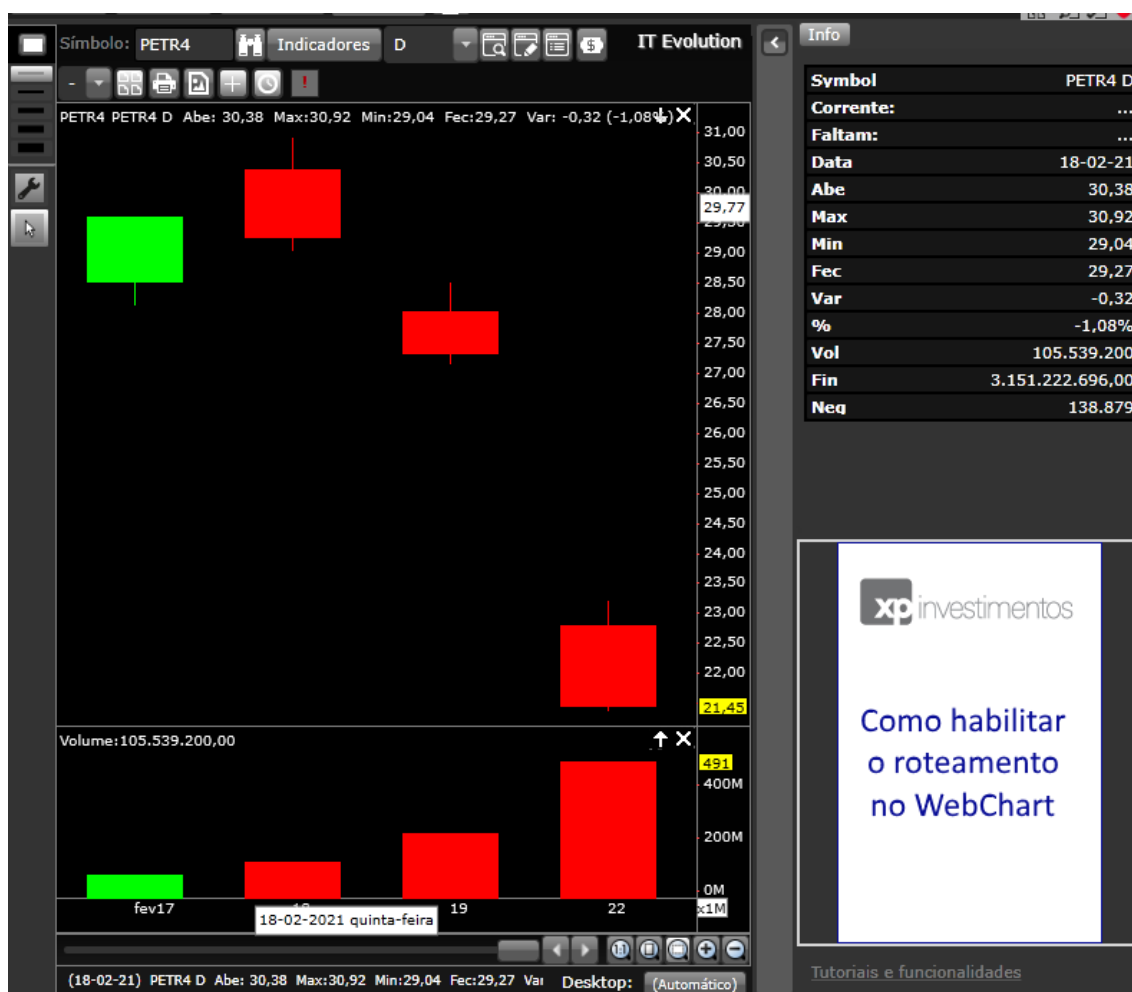 Símbolo: PETR4 Indicadores D IT Evolution
-
PETR4 PETR4 D Abe: 30,38 Max:30,92 Min:29,04 Fec:29,27 Var: -0,32 (-1,08%)
31,00
30,50
30,00
29,77
29,50
29,00
28,50
28,00
27,50
27,00
26,50
26,00
25,50
25,00
24,50
24,00
23,50
23,00
22,50
22,00
21,45
Volume:105.539.200,00
491
400M
200M
0M
x1M
fev17 19 22
18-02-2021 quinta-feira
1:1
(18-02-21) PETR4 D Abe: 30,38 Max:30,92 Min:29,04 Fec:29,27 Desktop: (Automático)
Info
Symbol PETR4 D
Corrente: ...
Faltam: ...
Data 18-02-21
Abe 30,38
Max 30,92
Min 29,04
Fec 29,27
Var -0,32
% -1,08%
Vol 105.539.200
Fin 3.151.222.696,00
Neq 138.879
xp investimentos
Como habilitar
o roteamento
no WebChart
Tutoriais e funcionalidades